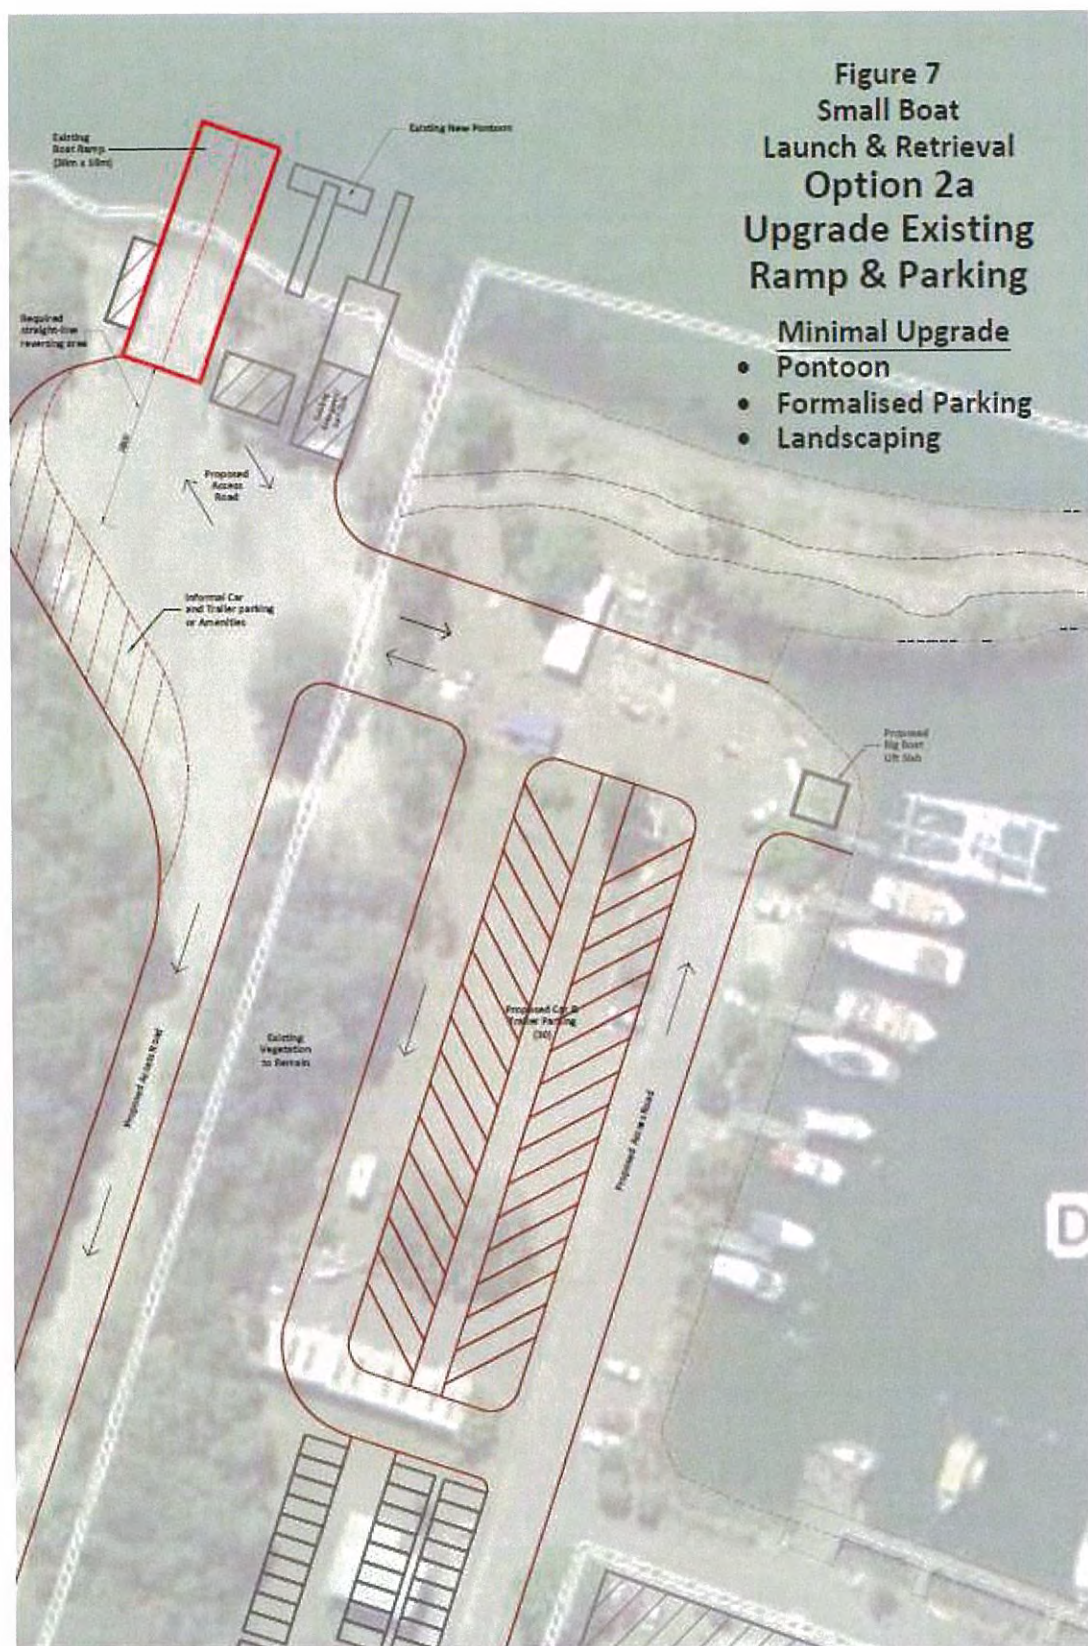 Figure 7
Small Boat
Launch & Retrieval
Option 2a
Upgrade Existing
Ramp & Parking
Minimal Upgrade
• Pontoon
• Formalised Parking
• Landscaping
Existing
Boat Ramp
Existing New Pontoon
Required
straight-line
reversing area
Proposed
Access
Road
Informal Car
and Trailer parking
or Amenities
Proposed
Big Boat
Lift Slab
Proposed Car &
Trailer Parking
(30)
Existing
Vegetation
to Remain
Proposed Access Road
Proposed Access Road
D